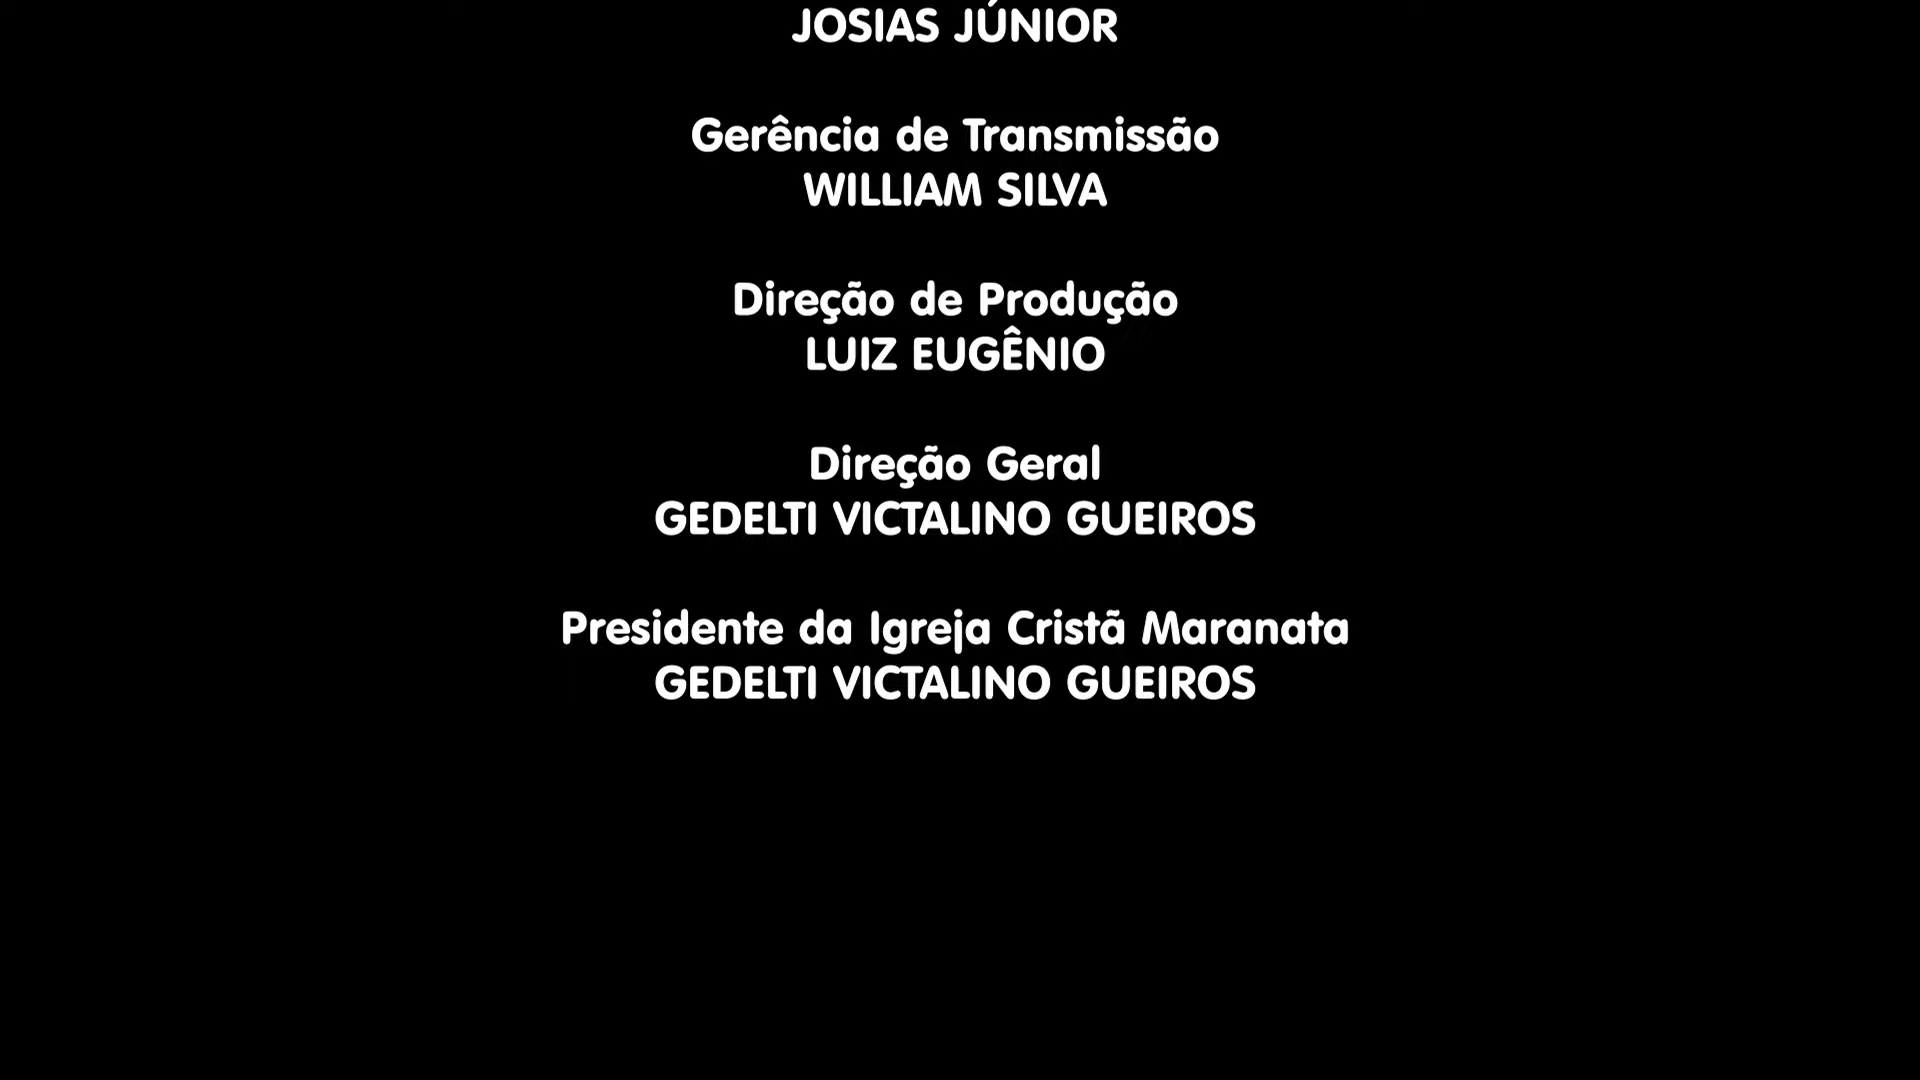 JOSIAS JÚNIOR
Gerência de Transmissão
WILLIAM SILVA
Direção de Produção
LUIZ EUGÊNIO
Direção Geral
GEDELTI VICTALINO GUEIROS
Presidente da Igreja Cristã Maranata
GEDELTI VICTALINO GUEIROS